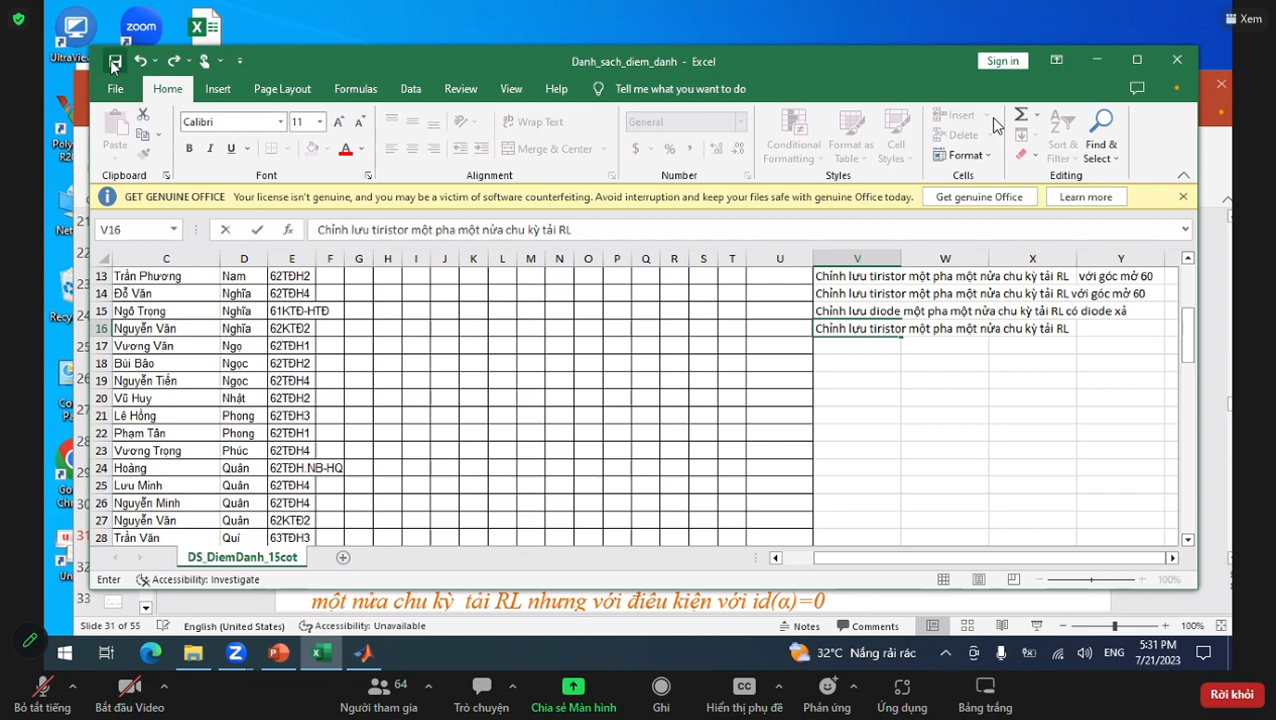 Xem
zoom
UltraView
Danh_sach_diem_danh - Excel
Sign in
File Home Insert Page Layout Formulas Data Review View Help Tell me what you want to do
Calibri 11
Wrap Text
General
Insert
Paste
B I U A
Merge & Center
$ % ,
Delete
Conditional Formatting
Format as Table
Cell Styles
Format
Sort & Filter
Find & Select
Clipboard Font Alignment Number Styles Cells Editing
GET GENUINE OFFICE Your license isn't genuine, and you may be a victim of software counterfeiting. Avoid interruption and keep your files safe with genuine Office today. Get genuine Office Learn more
V16 fx Chỉnh lưu tiristor một pha một nửa chu kỳ tải RL
C D E F G H I J K L M N O P Q R S T U V W X Y
13 Trần Phương Nam 62TĐH2 Chỉnh lưu tiristor một pha một nửa chu kỳ tải RL với góc mở 60
14 Đỗ Văn Nghĩa 62TĐH4 Chỉnh lưu tiristor một pha một nửa chu kỳ tải RL với góc mở 60
15 Ngô Trọng Nghĩa 61KTĐ-HTĐ Chỉnh lưu diode một pha một nửa chu kỳ tải RL có diode xả
16 Nguyễn Văn Nghĩa 62KTĐ2 Chỉnh lưu tiristor một pha một nửa chu kỳ tải RL
17 Vương Văn Ngọ 62TĐH1
18 Bùi Bảo Ngọc 62TĐH2
19 Nguyễn Tiến Ngọc 62TĐH4
20 Vũ Huy Nhật 62TĐH2
21 Lê Hồng Phong 62TĐH3
22 Phạm Tấn Phong 62TĐH1
23 Vương Trọng Phúc 62TĐH4
24 Hoàng Quân 62TĐH.NB-HQ
25 Lưu Minh Quân 62TĐH4
26 Nguyễn Minh Quân 62TĐH4
27 Nguyễn Văn Quân 62KTĐ2
28 Trần Văn Quí 63TĐH3
DS_DiemDanh_15cot
Enter Accessibility: Investigate 100%
33
một nửa chu kỳ tải RL nhưng với điều kiện với id(α)=0
Slide 31 of 55 English (United States) Accessibility: Unavailable Notes Comments 100%
32°C Nắng rải rác ENG 5:31 PM
7/21/2023
64
Bỏ tắt tiếng Bắt đầu Video Người tham gia Trò chuyện Chia sẻ Màn hình Ghi Hiển thị phụ đề Phản ứng Ứng dụng Bảng trắng Rời khỏi